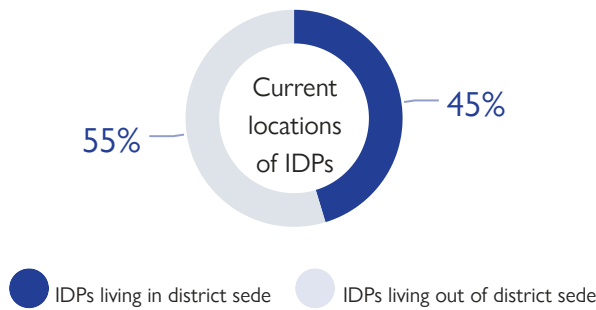 Current
locations
of IDPs
45%
55%
IDPs living in district sede
IDPs living out of district sede